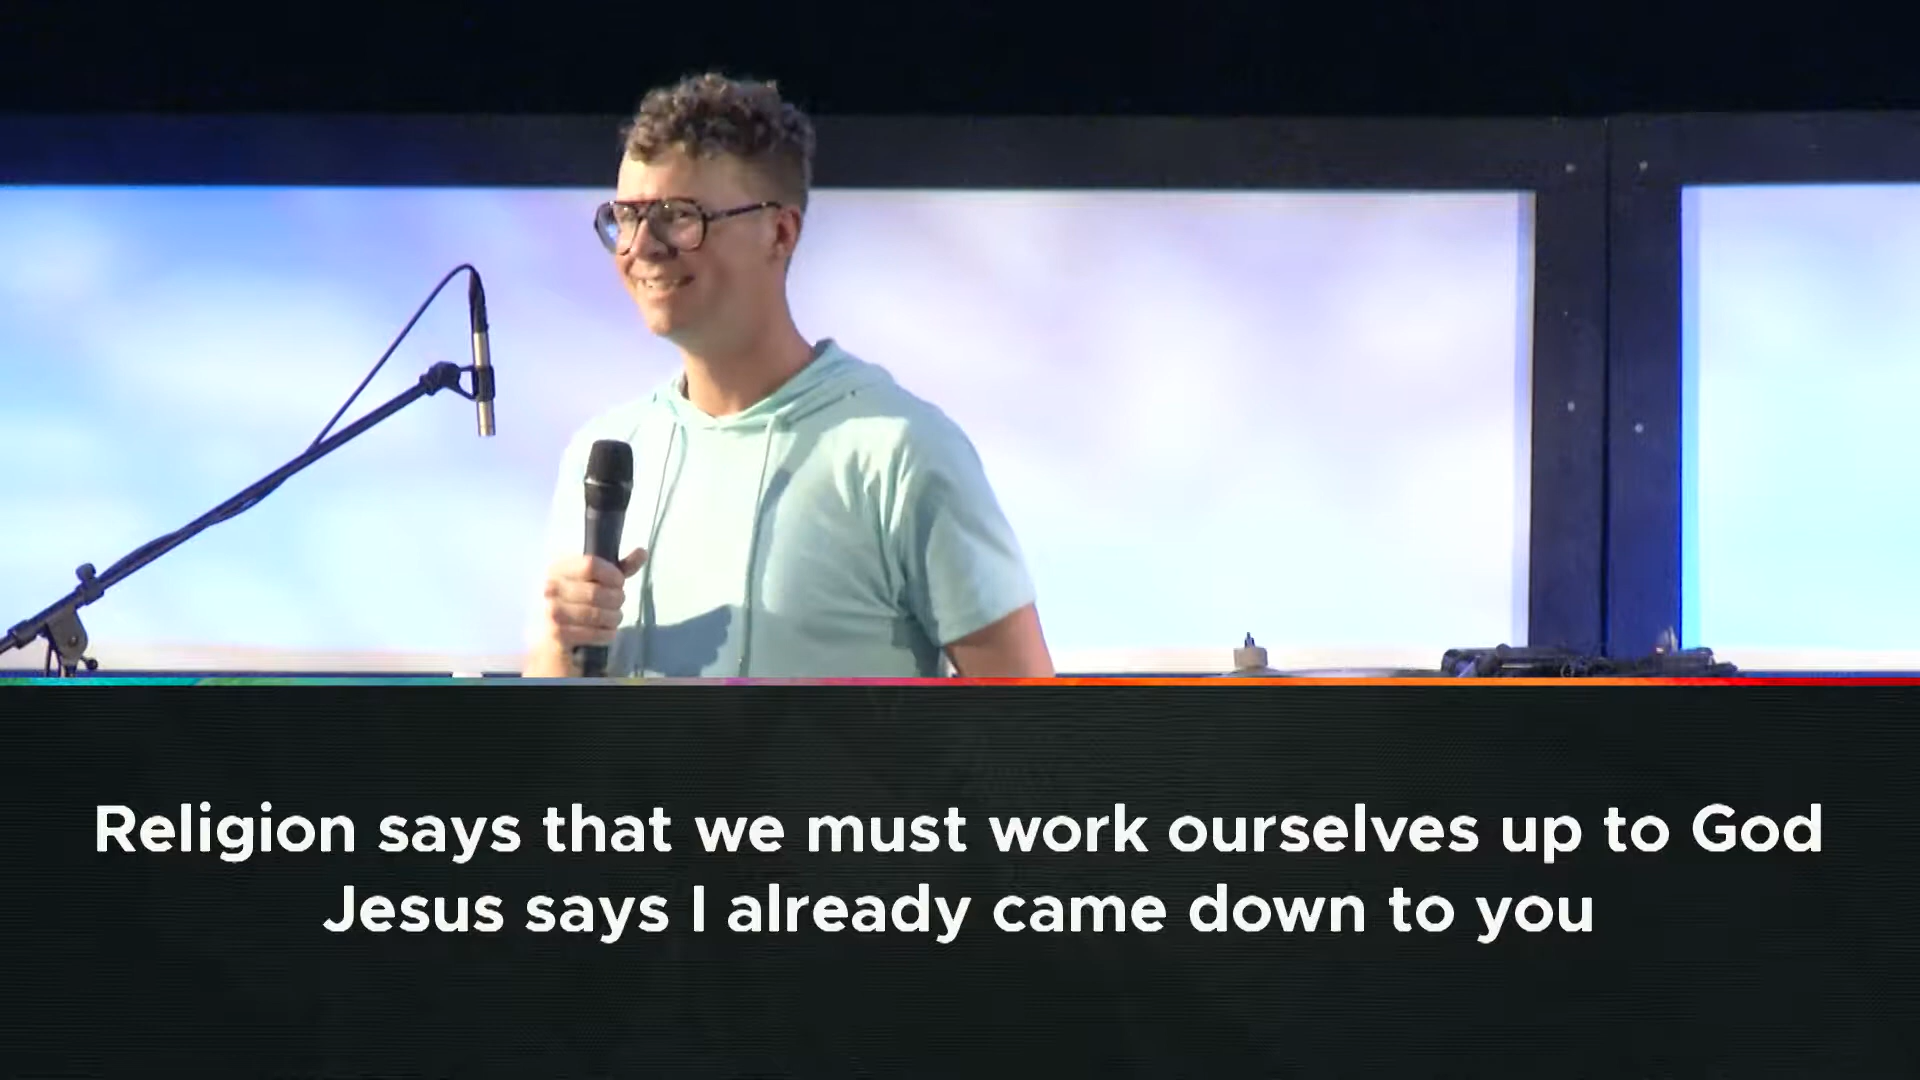 Religion says that we must work ourselves up to God
Jesus says I already came down to you